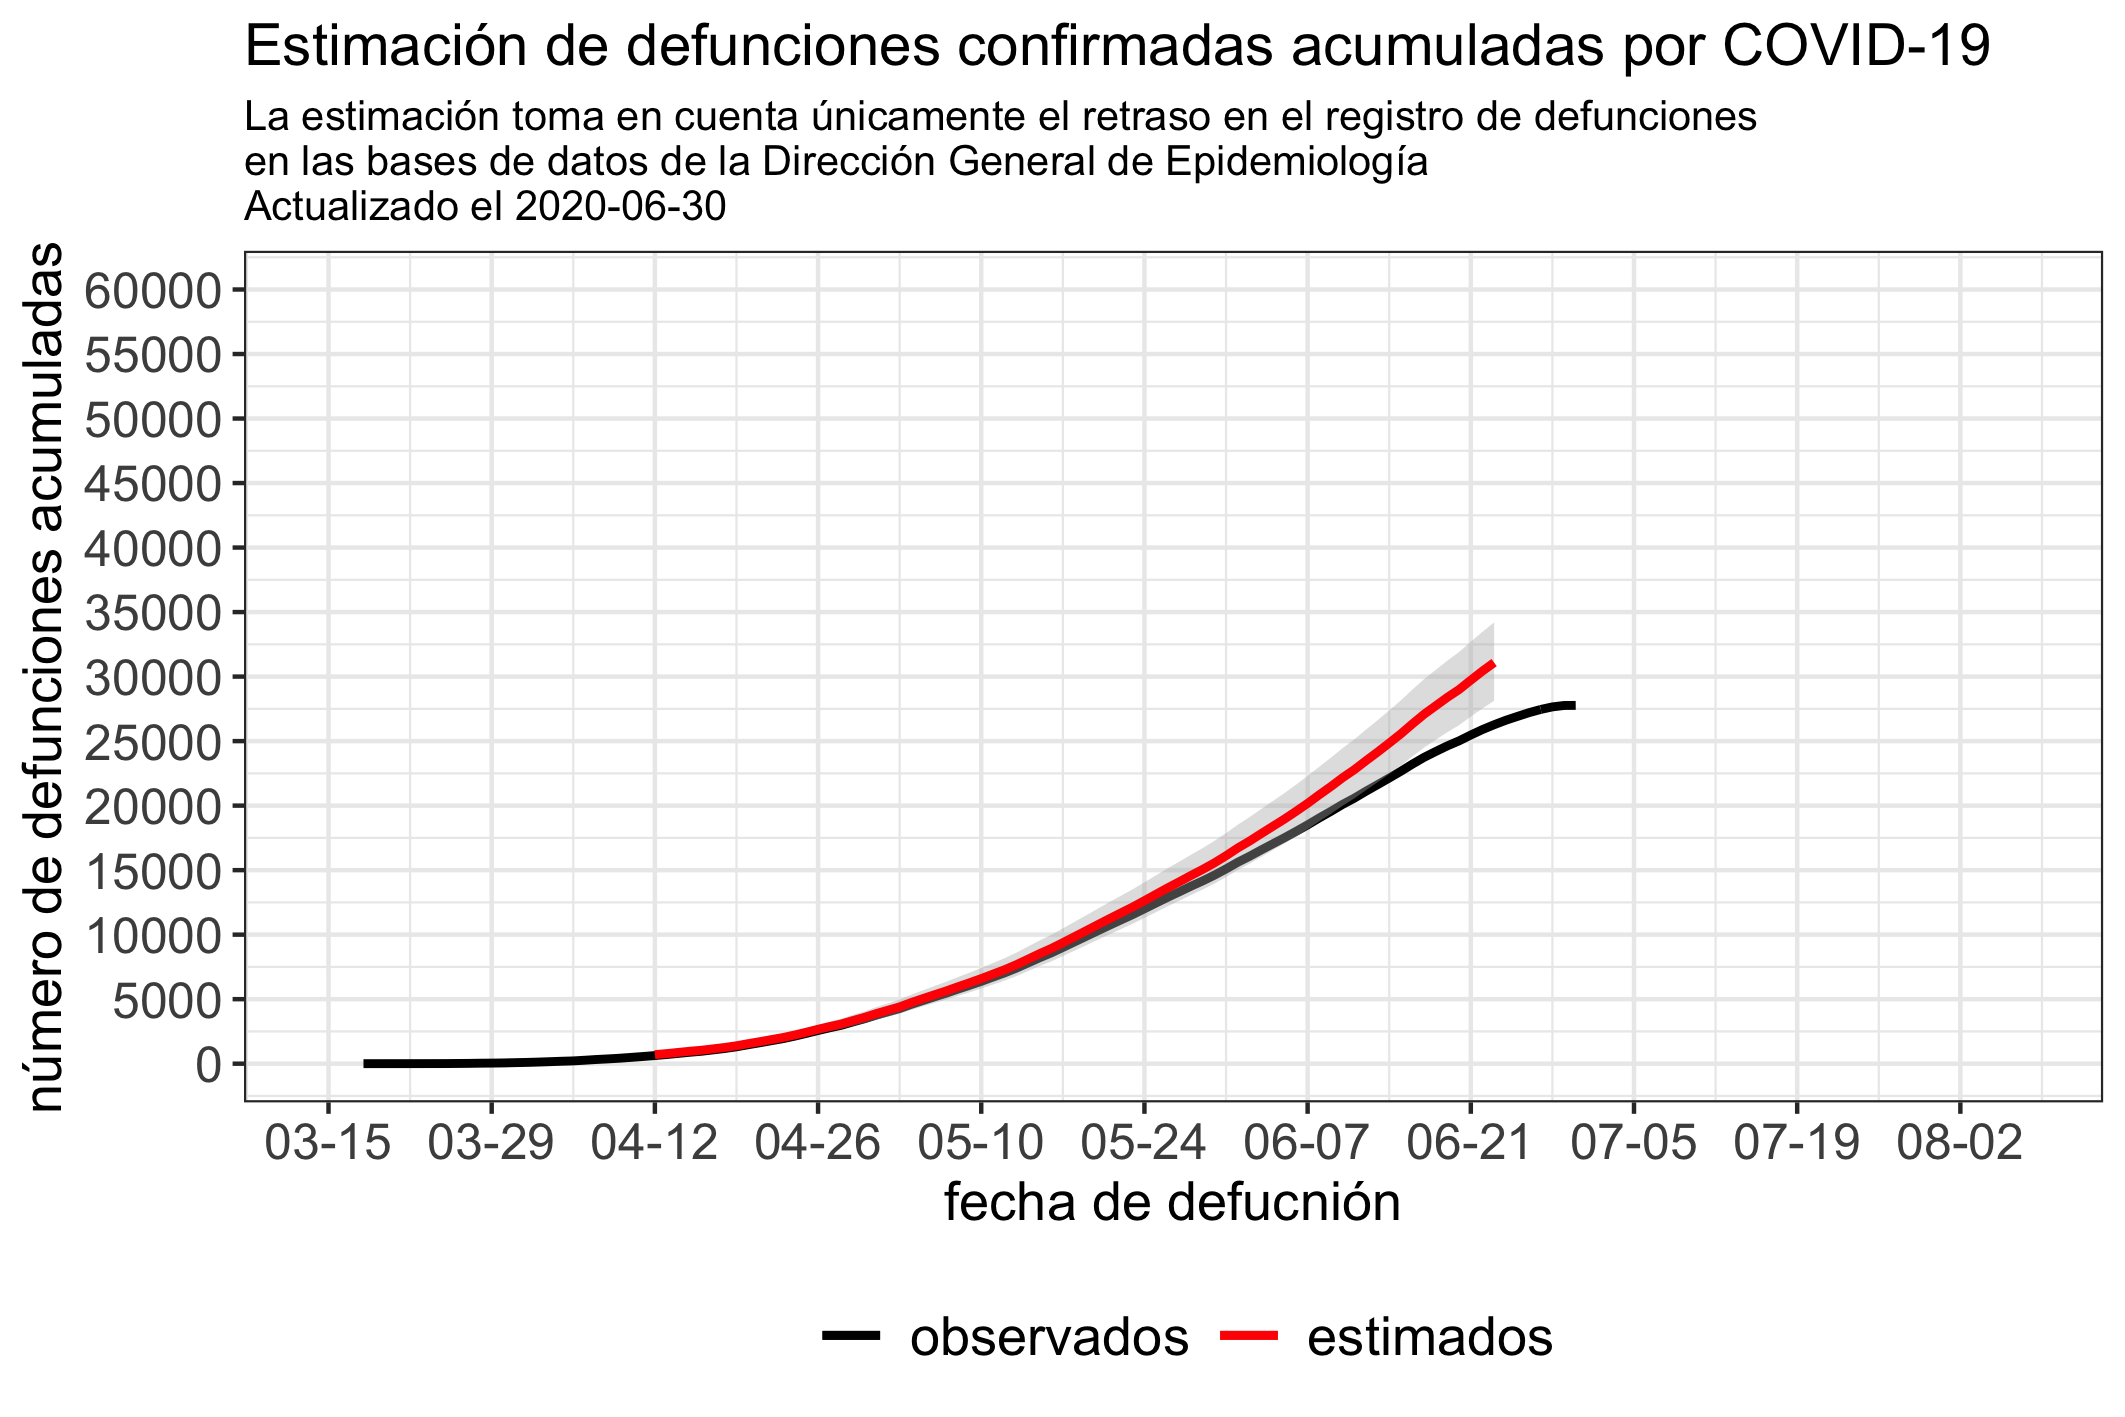 Estimación de defunciones confirmadas acumuladas por COVID-19
La estimación toma en cuenta únicamente el retraso en el registro de defunciones
en las bases de datos de la Dirección General de Epidemiología
Actualizado el 2020-06-30
número de defunciones acumuladas
60000
55000
50000
45000
40000
35000
30000
25000
20000
15000
10000
5000
0
03-15 03-29 04-12 04-26 05-10 05-24 06-07 06-21 07-05 07-19 08-02
fecha de defucnión
observados estimados